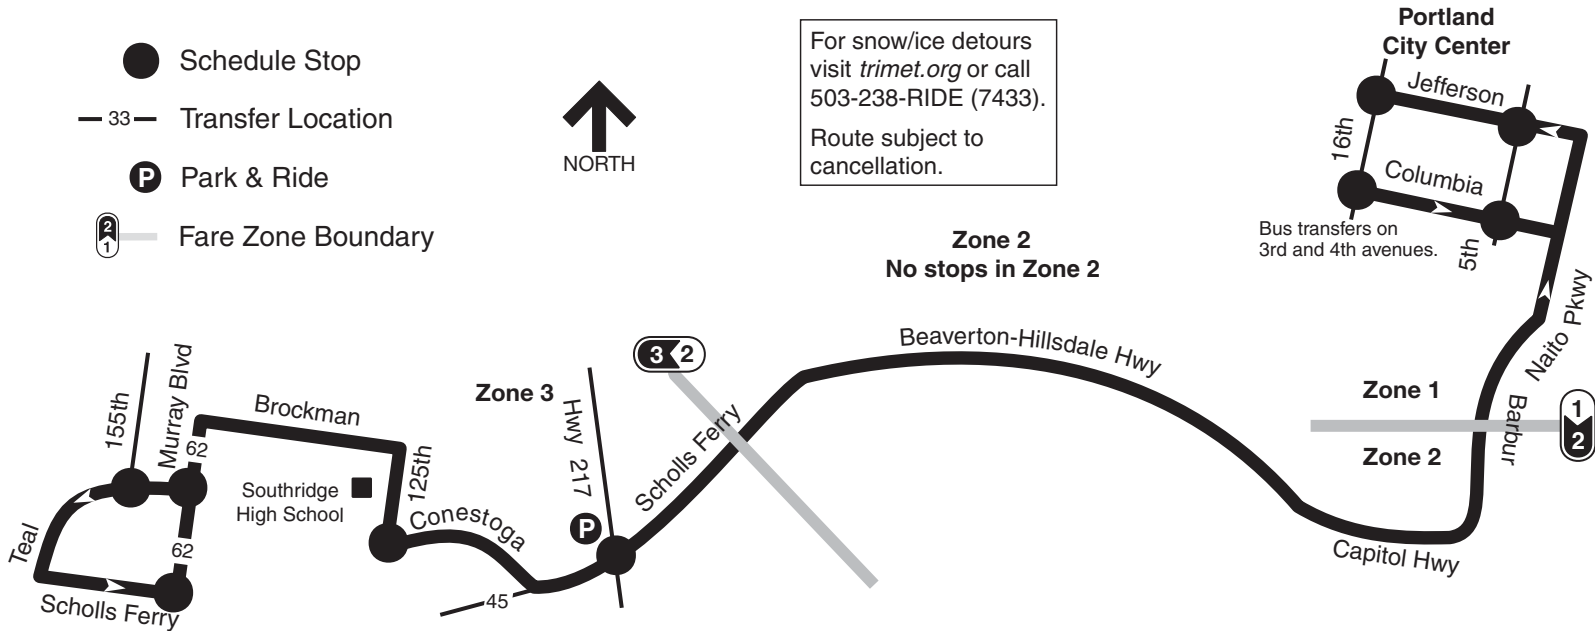 Schedule Stop
33
Transfer Location
P
Park & Ride
2
1
Fare Zone Boundary
NORTH
For snow/ice detours
visit trimet.org or call
503-238-RIDE (7433).
Route subject to
cancellation.
Portland
City Center
Jefferson
16th
Columbia
Bus transfers on
3rd and 4th avenues.
5th
Zone 2
No stops in Zone 2
Naito Pkwy
Beaverton-Hillsdale Hwy
3 2
Zone 3
Hwy 217
Scholls Ferry
Zone 1
Zone 2
1
2
Barbur
Capitol Hwy
155th
Murray Blvd
62
Brockman
125th
Southridge
High School
Conestoga
P
Teal
62
45
Scholls Ferry